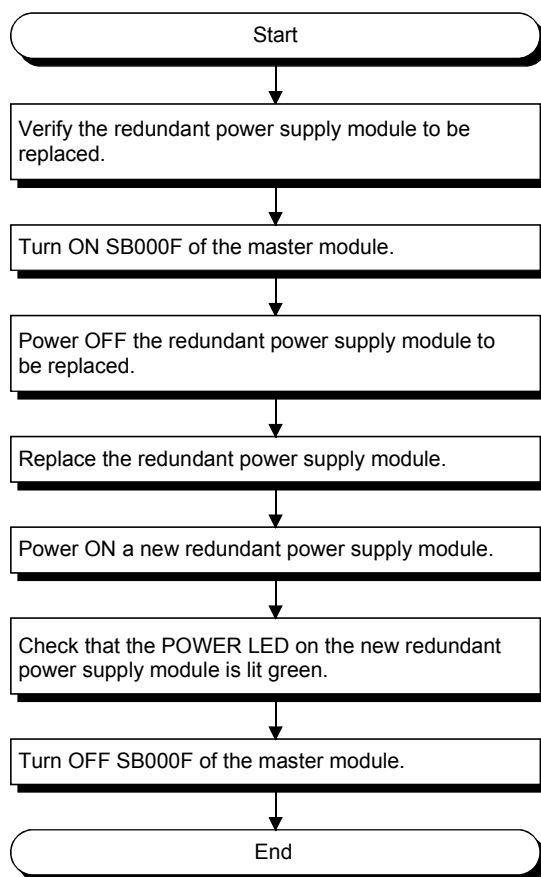 Start
Verify the redundant power supply module to be
replaced.
Turn ON SB000F of the master module.
Power OFF the redundant power supply module to
be replaced.
Replace the redundant power supply module.
Power ON a new redundant power supply module.
Check that the POWER LED on the new redundant
power supply module is lit green.
Turn OFF SB000F of the master module.
End